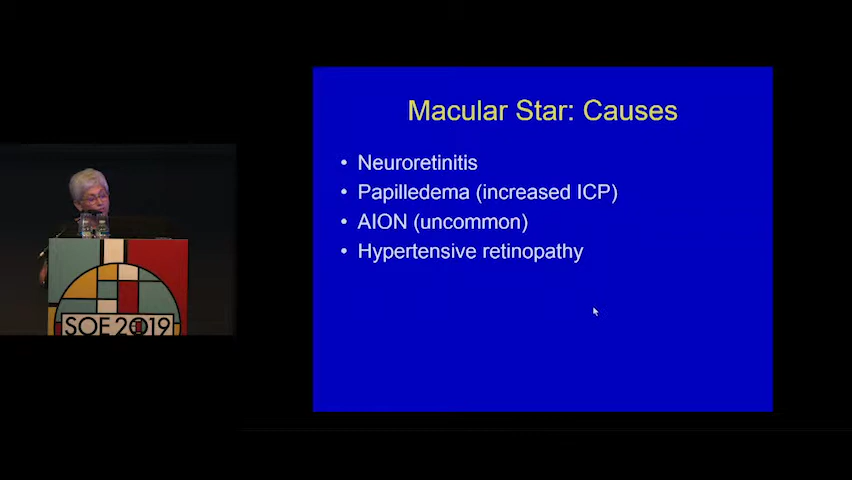 Macular Star: Causes
• Neuroretinitis
• Papilledema (increased ICP)
• AION (uncommon)
• Hypertensive retinopathy
SOE 2019